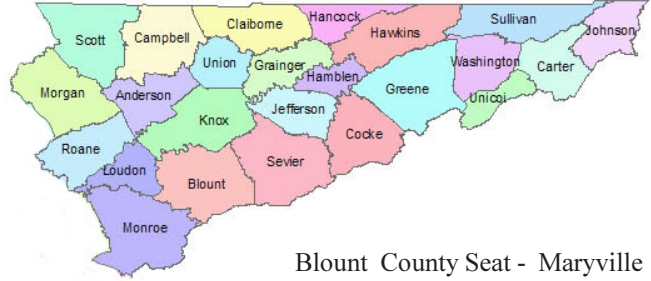 Hancock
Claiborne
Sullivan
Scott
Campbell
Hawkins
Johnson
Union
Grainger
Washington
Carter
Hamblen
Morgan
Anderson
Greene
Unicoi
Jefferson
Knox
Cocke
Roane
Loudon
Sevier
Blount
Monroe
Blount County Seat - Maryville